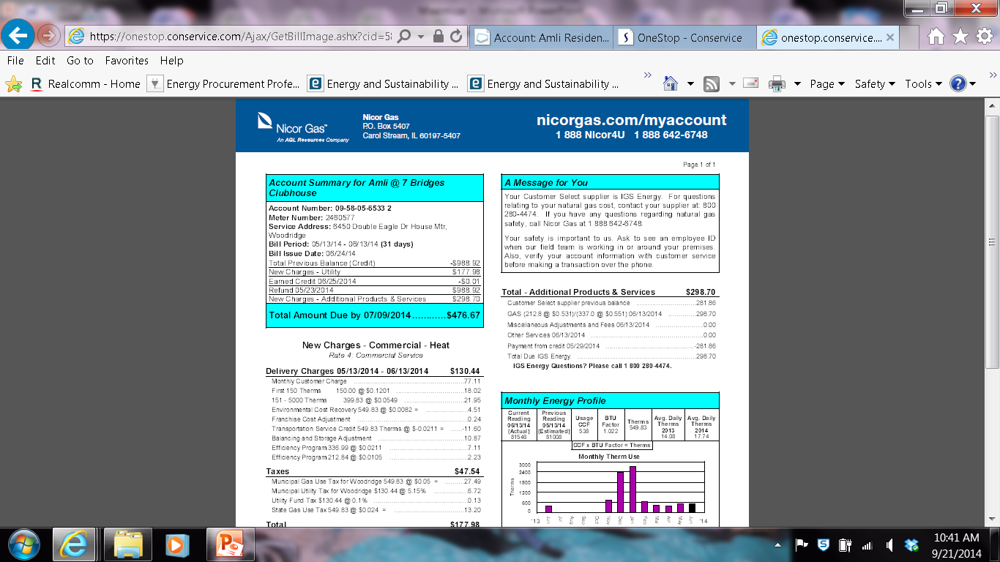 https://onestop.conservice.com/Ajax/GetBillImage.ashx?cid=5
Account: Amli Residen...
OneStop - Conservice
onestop.conservice....
File Edit Go to Favorites Help
Realcomm - Home
Energy Procurement Profe...
Energy and Sustainability ...
Energy and Sustainability ...
Page Safety Tools
Nicor Gas™
An AGL Resources Company
Nicor Gas
P.O. Box 5407
Carol Stream, IL 60197-5407
nicorgas.com/myaccount
1 888 Nicor4U 1 888 642-6748
Page 1 of 1
Account Summary for Amli @ 7 Bridges
Clubhouse
Account Number: 09-58-05-6533 2
Meter Number: 2460577
Service Address: 6450 Double Eagle Dr House Mtr,
Woodridge
Bill Period: 05/13/14 - 06/13/14 (31 days)
Bill Issue Date: 06/24/14
Total Previous Balance (Credit) -$988.92
New Charges - Utility $177.98
Earned Credit 06/25/2014 -$0.01
Refund 05/23/2014 $988.92
New Charges - Additional Products & Services $298.70
Total Amount Due by 07/09/2014............$476.67
New Charges - Commercial - Heat
Rate 4: Commercial Service
Delivery Charges 05/13/2014 - 06/13/2014 $130.44
Monthly Customer Charge 77.11
First 150 Therms 150.00 @ $0.1201 18.02
151 - 5000 Therms 399.83 @ $0.0549 21.95
Environmental Cost Recovery 549.83 @ $0.0082 = 4.51
Franchise Cost Adjustment 0.24
Transportation Service Credit 549.83 Therms @ $-0.0211 = -11.60
Balancing and Storage Adjustment 10.87
Efficiency Program 336.99 @ $0.0211 7.11
Efficiency Program 212.84 @ $0.0105 2.23
Taxes $47.54
Municipal Gas Use Tax for Woodridge 549.83 @ $0.05 = 27.49
Municipal Utility Tax for Woodridge $130.44 @ 5.15% 6.72
Utility Fund Tax $130.44 @ 0.1% 0.13
State Gas Use Tax 549.83 @ $0.024 = 13.20
Total $177.98
A Message for You
Your Customer Select supplier is IGS Energy. For questions
relating to your natural gas cost, contact your supplier at: 800
280-4474. If you have any questions regarding natural gas
safety, call Nicor Gas at 1 888 642-6748.
Your safety is important to us. Ask to see an employee ID
when our field team is working in or around your premises.
Also, verify your account information with customer service
before making a transaction over the phone.
Total - Additional Products & Services $298.70
Customer Select supplier previous balance 281.86
GAS (212.8 @ $0.531)/(337.0 @ $0.551) 06/13/2014 298.70
Miscellaneous Adjustments and Fees 06/13/2014 0.00
Other Services 06/13/2014 0.00
Payment from credit 05/29/2014 -281.86
Total Due IGS Energy 298.70
IGS Energy Questions? Please call 1 800 280-4474.
Monthly Energy Profile
Current Reading 06/13/14 (Actual) 81546
Previous Reading 05/13/14 (Estimated) 81008
Usage CCF 538
BTU Factor 1.022
Therms 549.83
Avg. Daily Therms 2013 14.08
Avg. Daily Therms 2014 17.74
CCF x BTU Factor = Therms
Monthly Therm Use
Therms
3000
2400
1800
1200
600
0
'13 Jun Jul Aug Sep Oct Nov Dec Jan Feb Mar Apr May Jun '14
10:41 AM
9/21/2014